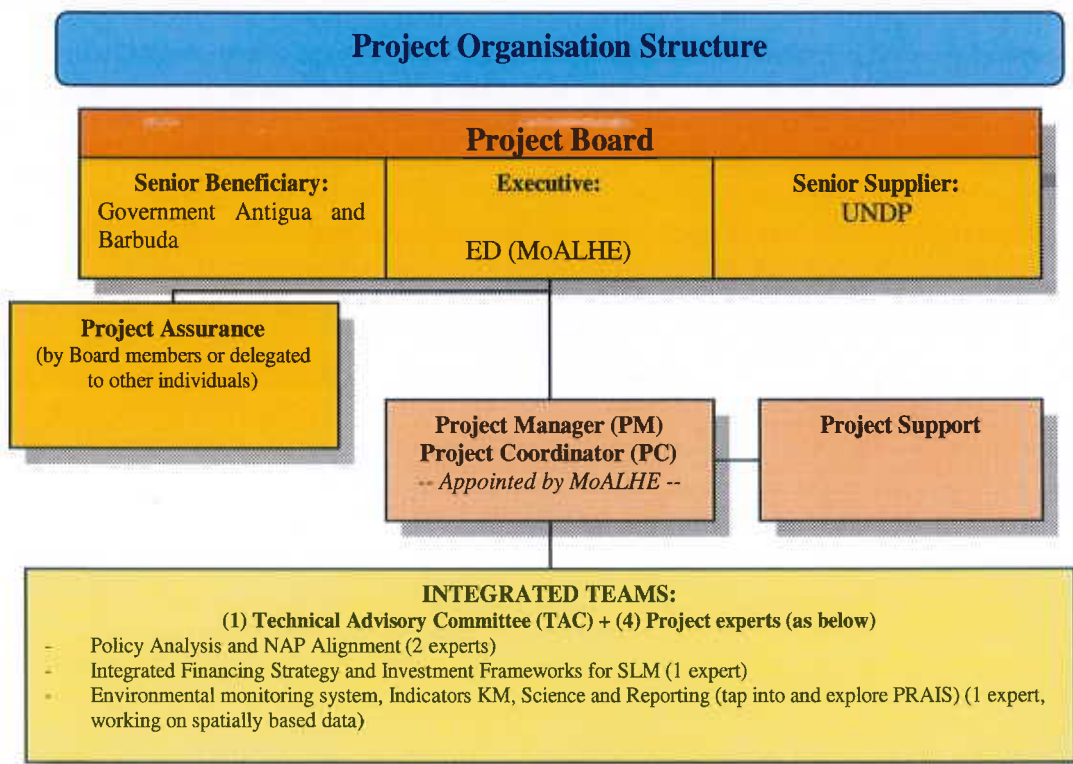 Project Organisation Structure
Project Board
Senior Beneficiary:
Government Antigua and
Barbuda
Executive:
ED (MoALHE)
Senior Supplier:
UNDP
Project Assurance
(by Board members or delegated
to other individuals)
Project Manager (PM)
Project Coordinator (PC)
-- Appointed by MoALHE --
Project Support
INTEGRATED TEAMS:
(1) Technical Advisory Committee (TAC) + (4) Project experts (as below)
- Policy Analysis and NAP Alignment (2 experts)
- Integrated Financing Strategy and Investment Frameworks for SLM (1 expert)
- Environmental monitoring system, Indicators KM, Science and Reporting (tap into and explore PRAIS) (1 expert,
working on spatially based data)